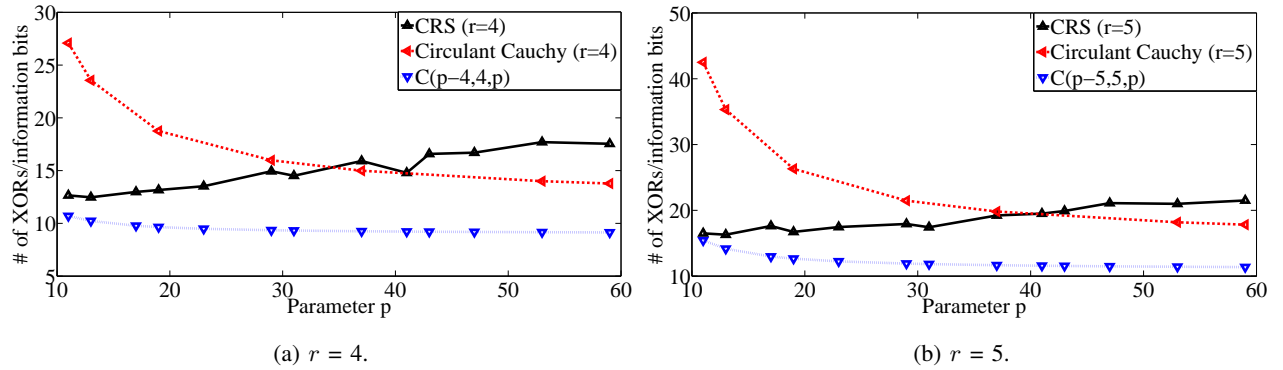 30
25
20
15
10
5
10
20
30
40
50
60
# of XORs/information bits
Parameter p
CRS (r=4)
Circulant Cauchy (r=4)
C(p−4,4,p)
(a) r = 4.
50
40
30
20
10
10
20
30
40
50
60
# of XORs/information bits
Parameter p
CRS (r=5)
Circulant Cauchy (r=5)
C(p−5,5,p)
(b) r = 5.